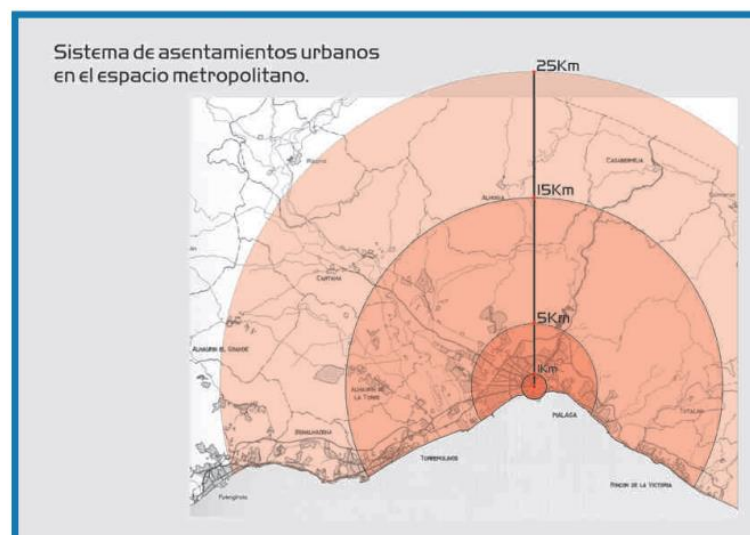 Sistema de asentamientos urbanos
en el espacio metropolitano.
25Km
Pizarra
CASABERMEJA
15Km
ALMOGIA
CARTAMA
5Km
ALHAURIN EL GRANDE
1Km
ALHAURIN DE
LA TORRE
MALAGA
TOTALAN
BENALMADENA
TORREMOLINOS
RINCON DE LA VICTORIA
Fuengirola